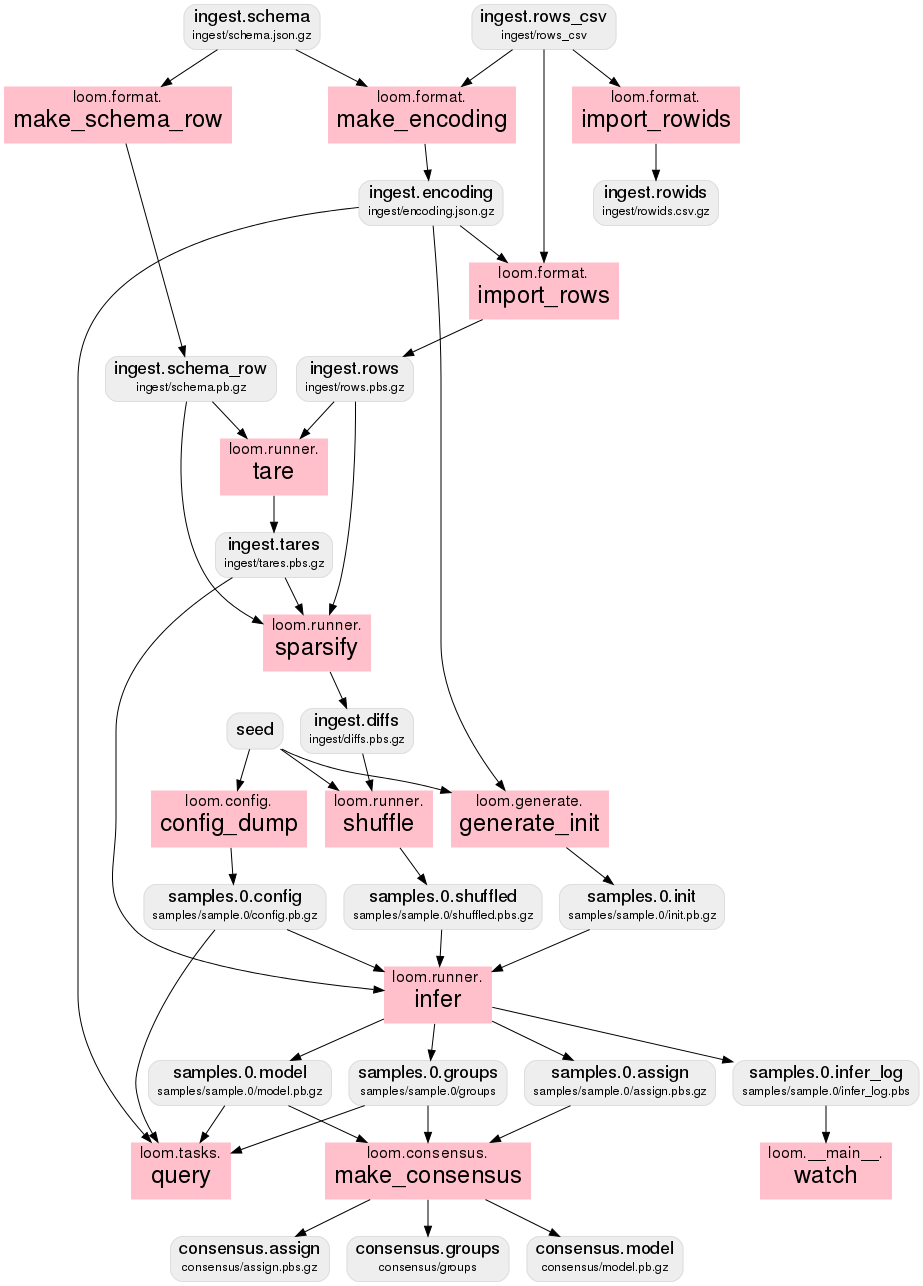 ingest.schema
ingest/schema.json.gz
ingest.rows_csv
ingest/rows_csv
loom.format.
make_schema_row
loom.format.
make_encoding
loom.format.
import_rowids
ingest.encoding
ingest/encoding.json.gz
ingest.rowids
ingest/rowids.csv.gz
loom.format.
import_rows
ingest.schema_row
ingest/schema.pb.gz
ingest.rows
ingest/rows.pbs.gz
loom.runner.
tare
ingest.tares
ingest/tares.pbs.gz
loom.runner.
sparsify
seed
ingest.diffs
ingest/diffs.pbs.gz
loom.config.
config_dump
loom.runner.
shuffle
loom.generate.
generate_init
samples.0.config
samples/sample.0/config.pb.gz
samples.0.shuffled
samples/sample.0/shuffled.pbs.gz
samples.0.init
samples/sample.0/init.pb.gz
loom.runner.
infer
samples.0.model
samples/sample.0/model.pb.gz
samples.0.groups
samples/sample.0/groups
samples.0.assign
samples/sample.0/assign.pbs.gz
samples.0.infer_log
samples/sample.0/infer_log.pbs
loom.tasks.
query
loom.consensus.
make_consensus
loom.__main__.
watch
consensus.assign
consensus/assign.pbs.gz
consensus.groups
consensus/groups
consensus.model
consensus/model.pb.gz